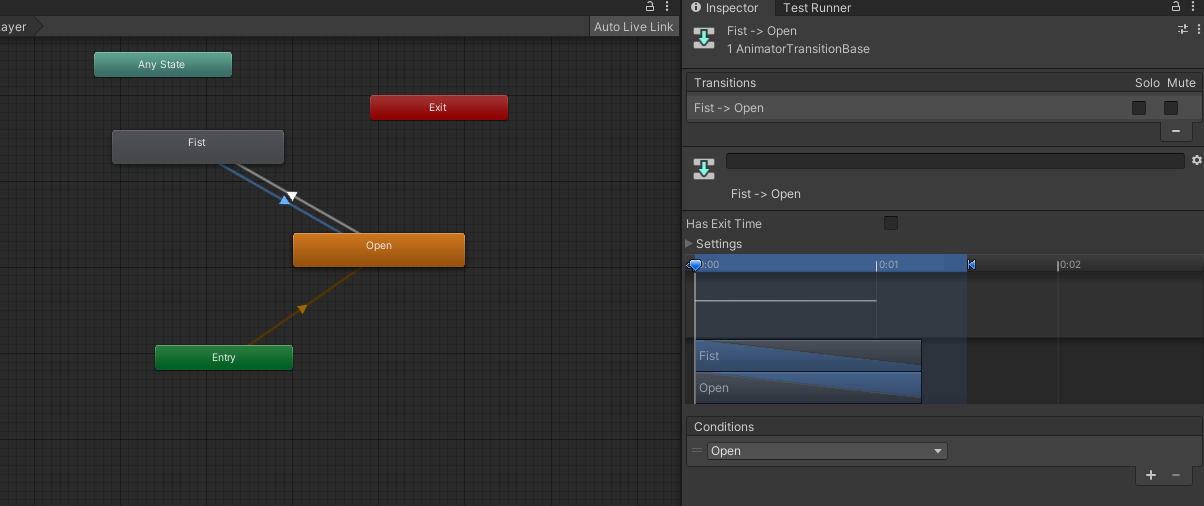 ayer
Auto Live Link
Any State
Exit
Fist
Open
Entry
Inspector
Test Runner
Fist -> Open
1 AnimatorTransitionBase
Transitions
Solo
Mute
Fist -> Open
Fist -> Open
Has Exit Time
Settings
0:00
0:01
0:02
Fist
Open
Conditions
Open